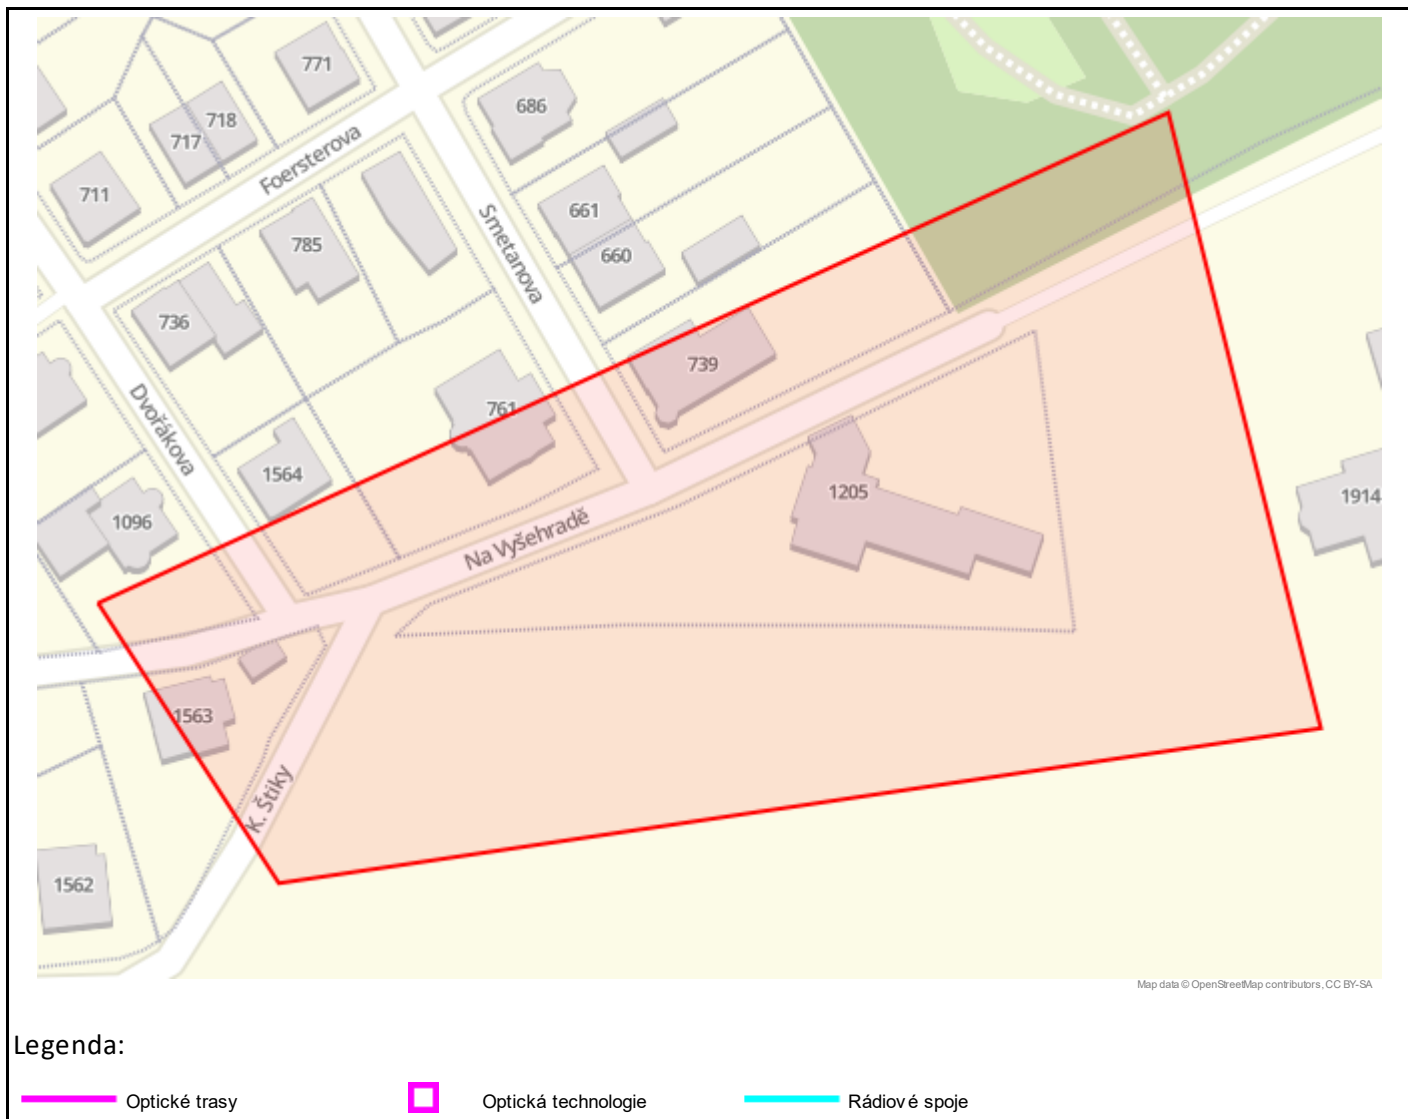 771
718
717
686
Foersterova
711
661
785
Smetanova
660
736
739
761
Dvořákova
1564
1205
1914
1096
Na Vyšehradě
1563
K. Štiky
1562
Map data © OpenStreetMap contributors, CC BY-SA
Legenda:
Optické trasy
Optická technologie
Rádiové spoje